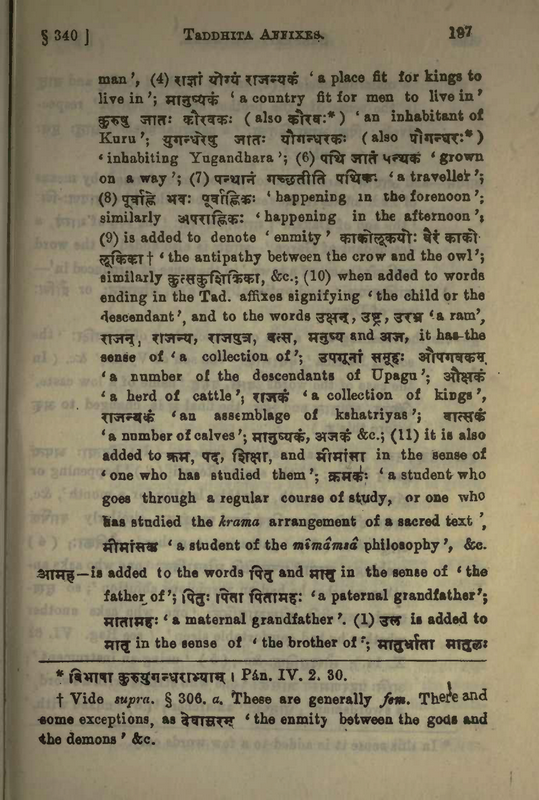 § 340 ] TADDHITA AFFIXES. 197
man’, (4) राज्ञां योग्यं राजन्यकं ‘a place fit for kings to
live in’; मानुष्यकं ‘a country fit for men to live in’
कुरुषु जातः कौरवकः (also कौरवः*) ‘an inhabitant of
Kuru’; युगन्धरेषु जातः यौगन्धरकः (also यौगन्धरः*)
‘inhabiting Yugandhara’; (6) पथि जातं पन्थकं ‘grown
on a way’; (7) पन्थानं गच्छतीति पथिकः ‘a traveller’;
(8) पूर्वाह्णे भवः पूर्वाह्णिकः ‘happening in the forenoon’;
similarly अपराह्णिकः ‘happening in the afternoon’;
(9) is added to denote ‘enmity’ काकोलूकयोः वैरं काको-
लूकिका† ‘the antipathy between the crow and the owl’;
similarly कुत्सकुशिकिका, &c.; (10) when added to words
ending in the Tad. affixes signifying ‘the child or the
descendant’, and to the words उक्षन्, उष्ट्र, उरभ्र ‘a ram’,
राजन्, राजन्य, राजपुत्र, वत्स, मनुष्य and अज, it has the
sense of ‘a collection of’; उपगूनां समूहः औपगवकम्
‘a number of the descendants of Upagu’; औक्षकं
‘a herd of cattle’; राजकं ‘a collection of kings’,
राजन्यकं ‘an assemblage of kshatriyas’; वात्सकं
‘a number of calves’; मानुष्यकं, अजकं &c.; (11) it is also
added to क्रम, पद, शिक्षा, and मीमांसा in the sense of
‘one who has studied them’; क्रमकः ‘a student who
goes through a regular course of study, or one who
has studied the krama arrangement of a sacred text’,
मीमांसक ‘a student of the mîmâmsâ philosophy’, &c.
आमह—is added to the words पितृ and मातृ in the sense of ‘the
father of’; पितुः पिता पितामहः ‘a paternal grandfather’;
मातामहः ‘a maternal grandfather’. (1) उल is added to
मातृ in the sense of ‘the brother of’; मातुर्भ्राता मातुलः
* विभाषा कुरुयुगन्धराभ्याम् । Pán. IV. 2. 30.
† Vide supra. § 306. a. These are generally fem. There and
some exceptions, as देवासुरम् ‘the enmity between the gods and
the demons’ &c.